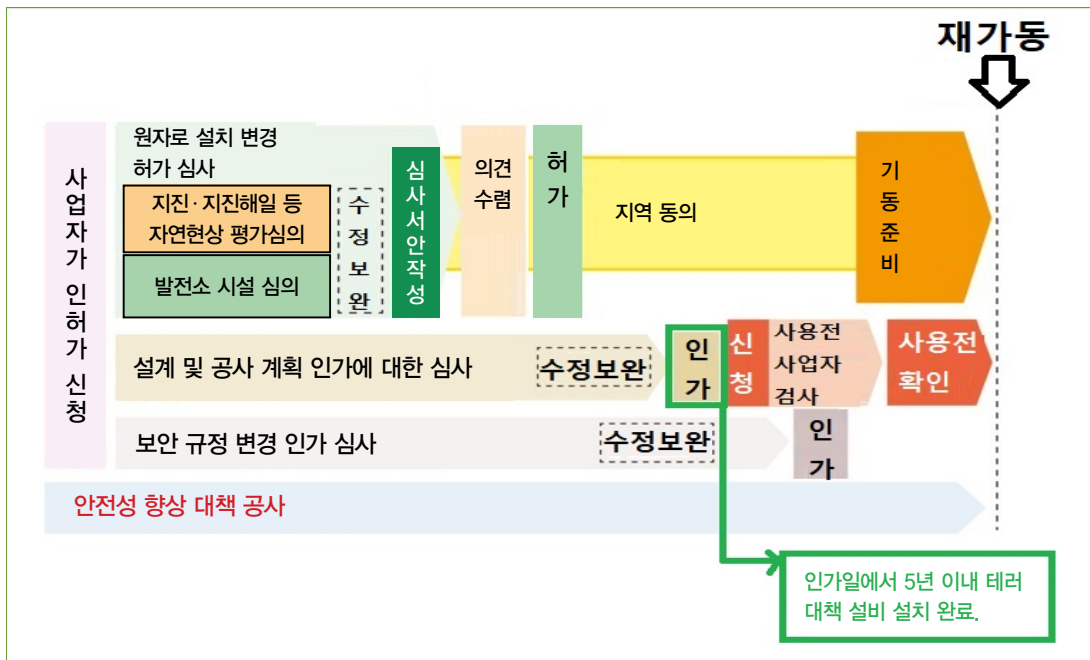 재가동
사업자가 인허가 신청
원자로 설치 변경
허가 심사
지진·지진해일 등
자연현상 평가심의
발전소 시설 심의
수정보완
심사서안작성
의견
수렴
허가
지역 동의
기동준비
설계 및 공사 계획 인가에 대한 심사
수정보완
인가
신청
사용전
사업자
검사
사용전
확인
보안 규정 변경 인가 심사
수정보완
인가
안전성 향상 대책 공사
인가일에서 5년 이내 테러
대책 설비 설치 완료.